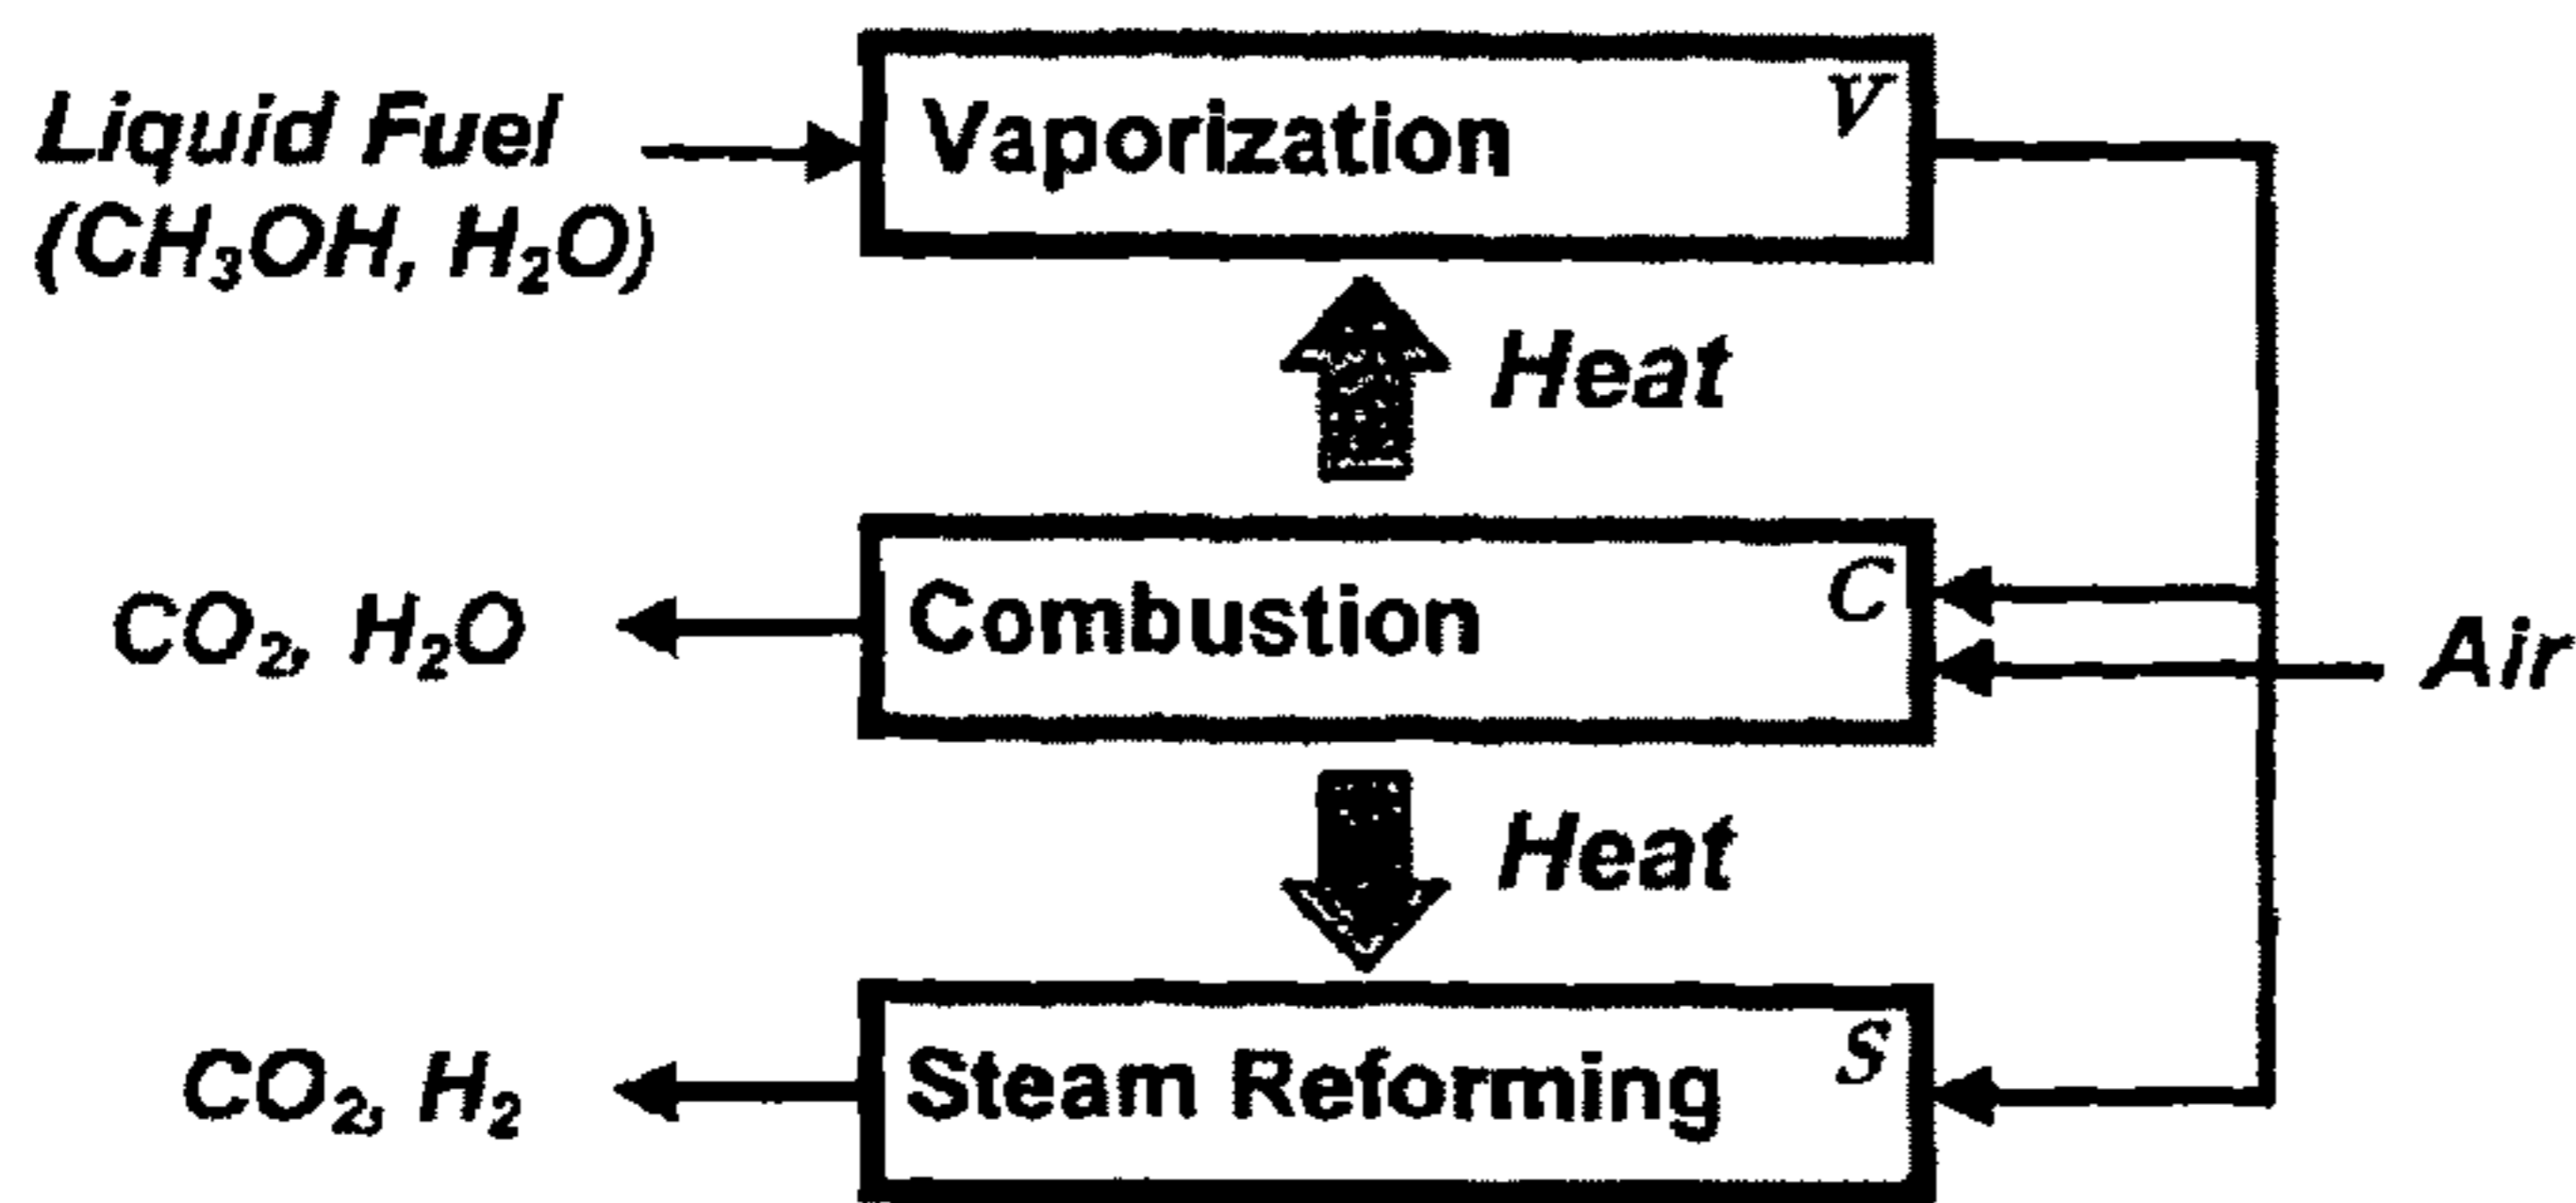 Liquid Fuel
(CH₃OH, H₂O)
Vaporization
V
Heat
CO₂, H₂O
Combustion
C
Air
Heat
CO₂, H₂
Steam Reforming
S